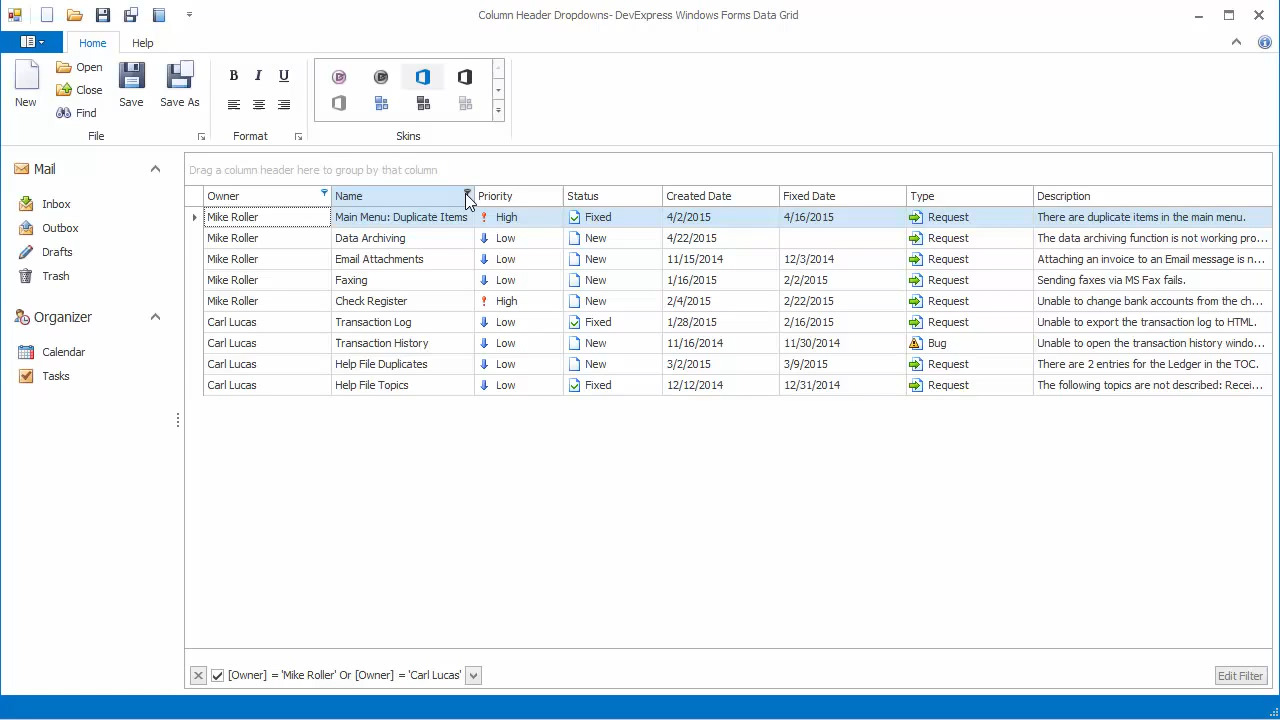 Column Header Dropdowns- DevExpress Windows Forms Data Grid
Home Help
New Open Close Find Save Save As B I U
File Format Skins
Mail
Inbox
Outbox
Drafts
Trash
Organizer
Calendar
Tasks
Drag a column header here to group by that column
Owner Name Priority Status Created Date Fixed Date Type Description
Mike Roller Main Menu: Duplicate Items High Fixed 4/2/2015 4/16/2015 Request There are duplicate items in the main menu.
Mike Roller Data Archiving Low New 4/22/2015 Request The data archiving function is not working pro...
Mike Roller Email Attachments Low New 11/15/2014 12/3/2014 Request Attaching an invoice to an Email message is n...
Mike Roller Faxing Low New 1/16/2015 2/2/2015 Request Sending faxes via MS Fax fails.
Mike Roller Check Register High New 2/4/2015 2/22/2015 Request Unable to change bank accounts from the ch...
Carl Lucas Transaction Log Low Fixed 1/28/2015 2/16/2015 Request Unable to export the transaction log to HTML.
Carl Lucas Transaction History Low New 11/16/2014 11/30/2014 Bug Unable to open the transaction history windo...
Carl Lucas Help File Duplicates Low New 3/2/2015 3/9/2015 Request There are 2 entries for the Ledger in the TOC.
Carl Lucas Help File Topics Low Fixed 12/12/2014 12/31/2014 Request The following topics are not described: Recei...
[Owner] = 'Mike Roller' Or [Owner] = 'Carl Lucas' Edit Filter